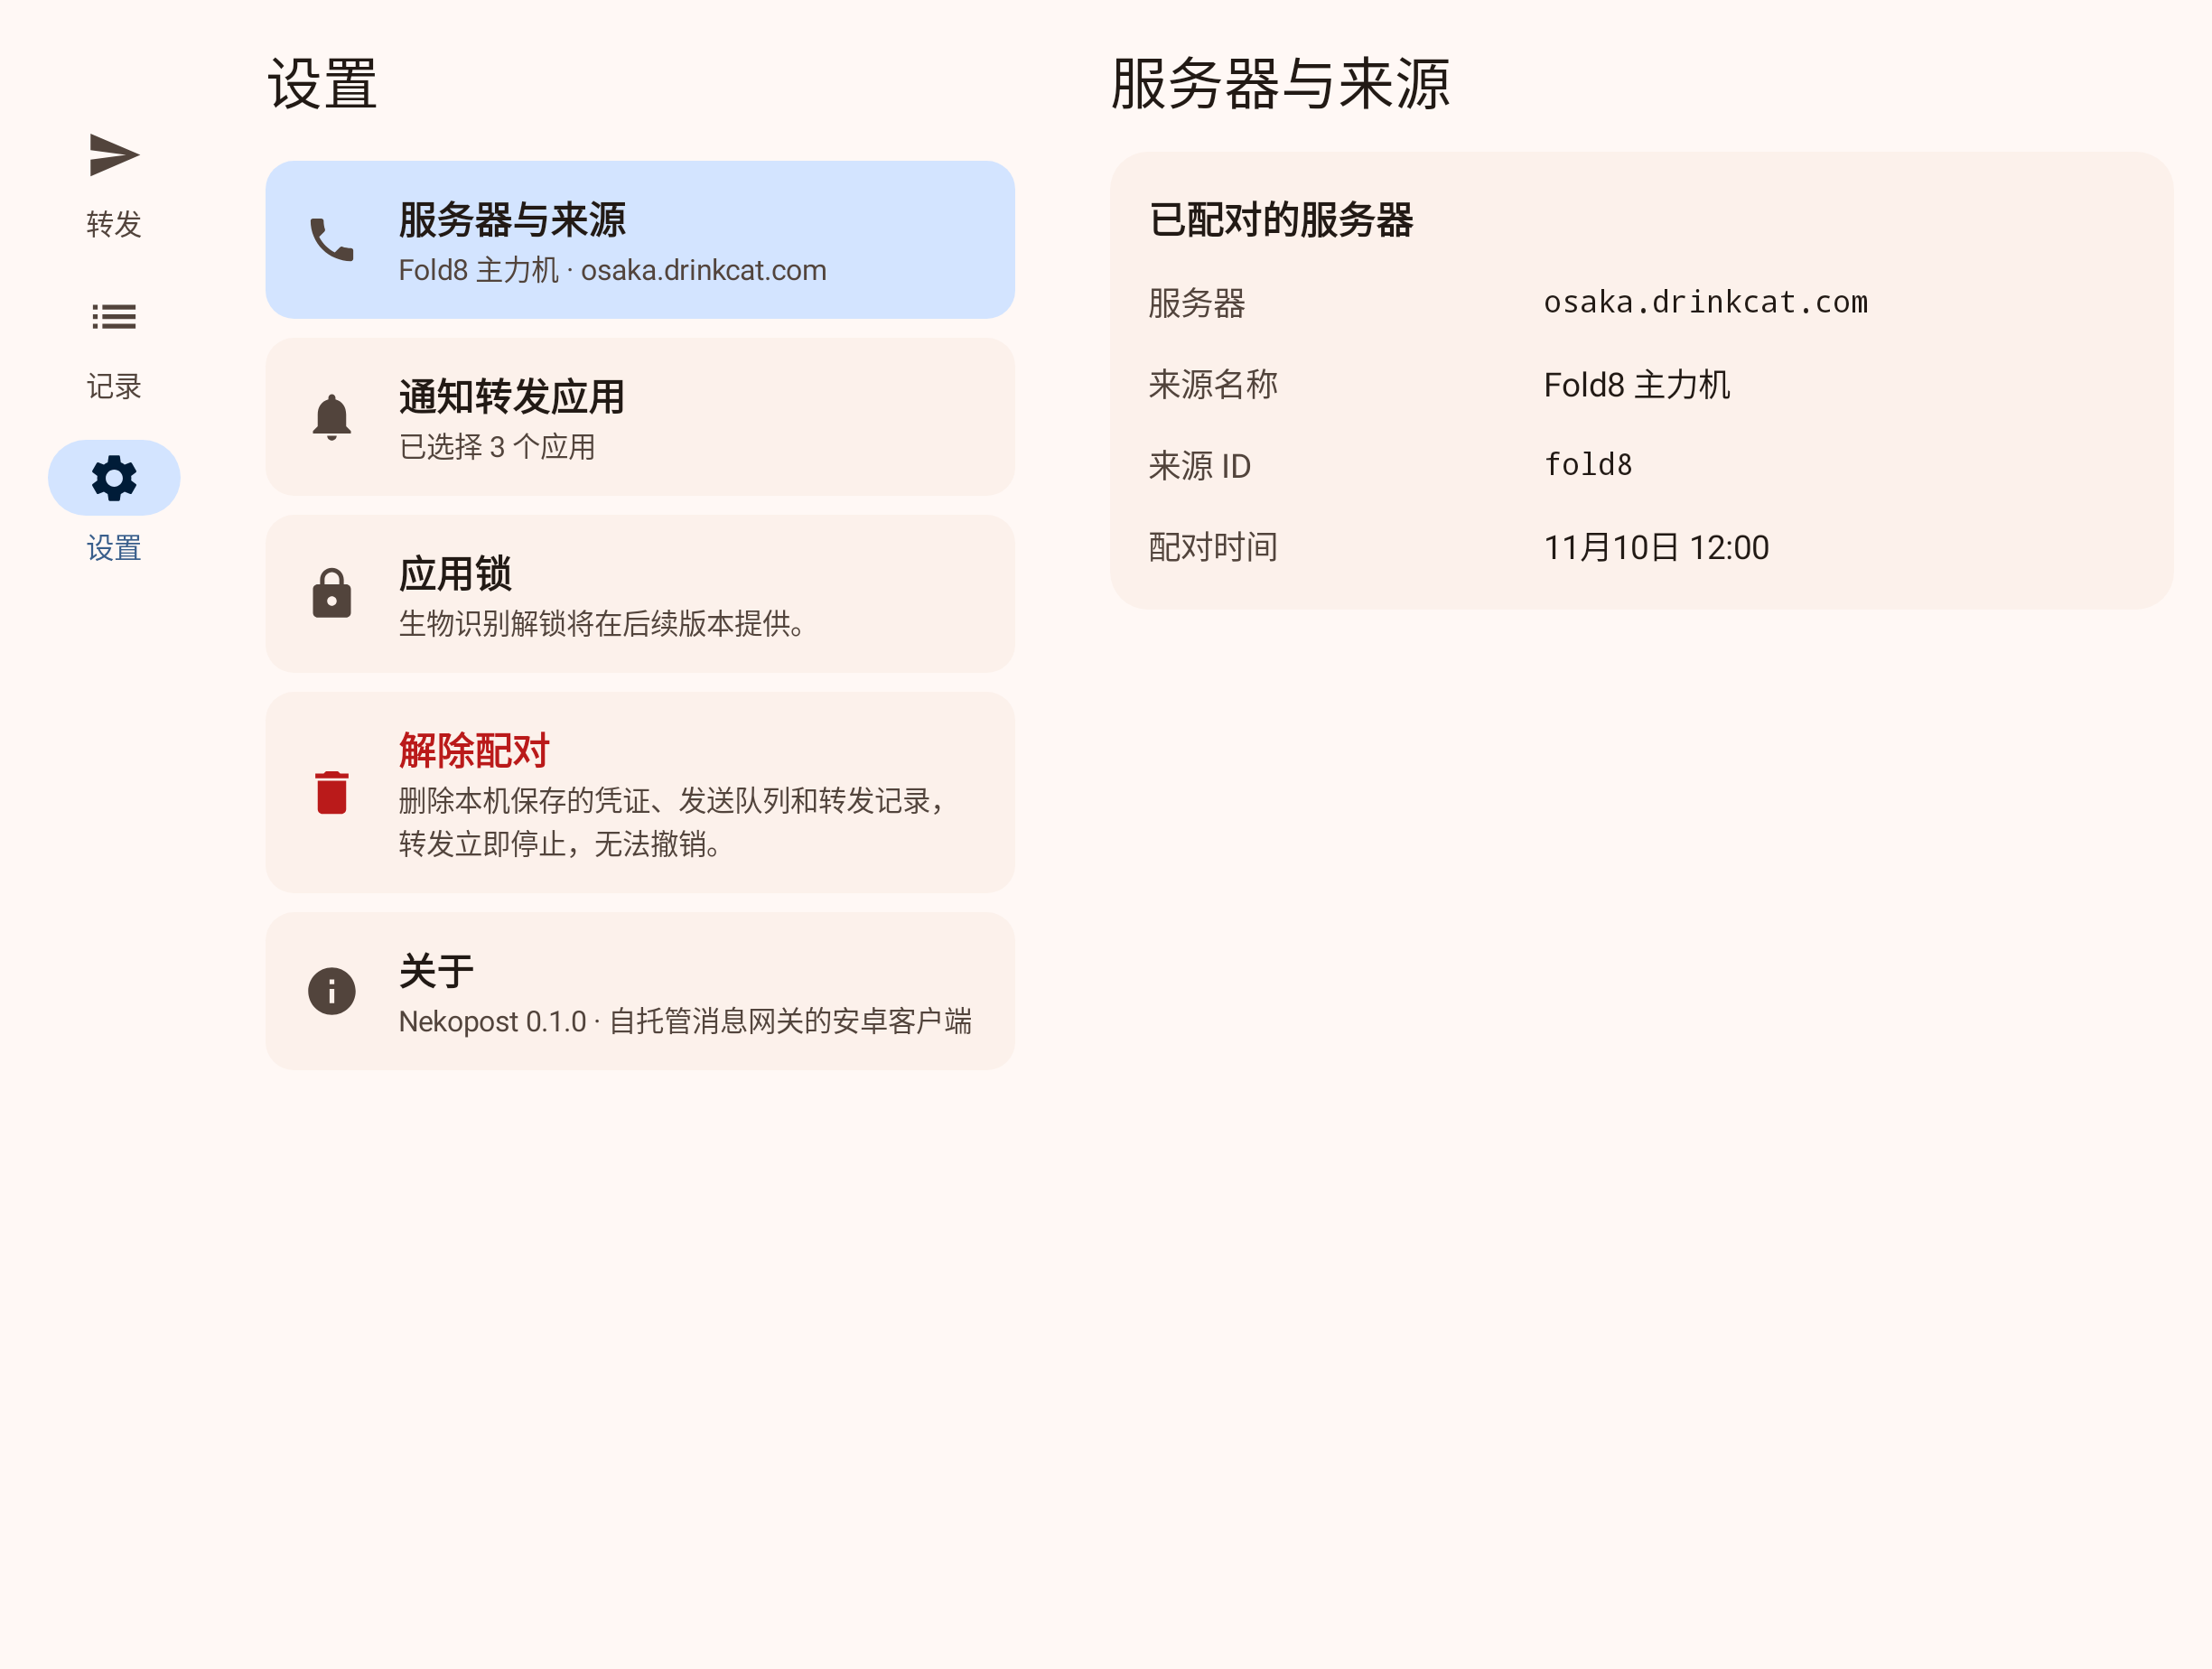 转发
记录
设置
设置
服务器与来源
Fold8 主力机 · osaka.drinkcat.com
通知转发应用
已选择 3 个应用
应用锁
生物识别解锁将在后续版本提供。
解除配对
删除本机保存的凭证、发送队列和转发记录，
转发立即停止，无法撤销。
关于
Nekopost 0.1.0 · 自托管消息网关的安卓客户端
服务器与来源
已配对的服务器
服务器 osaka.drinkcat.com
来源名称 Fold8 主力机
来源 ID fold8
配对时间 11月10日 12:00